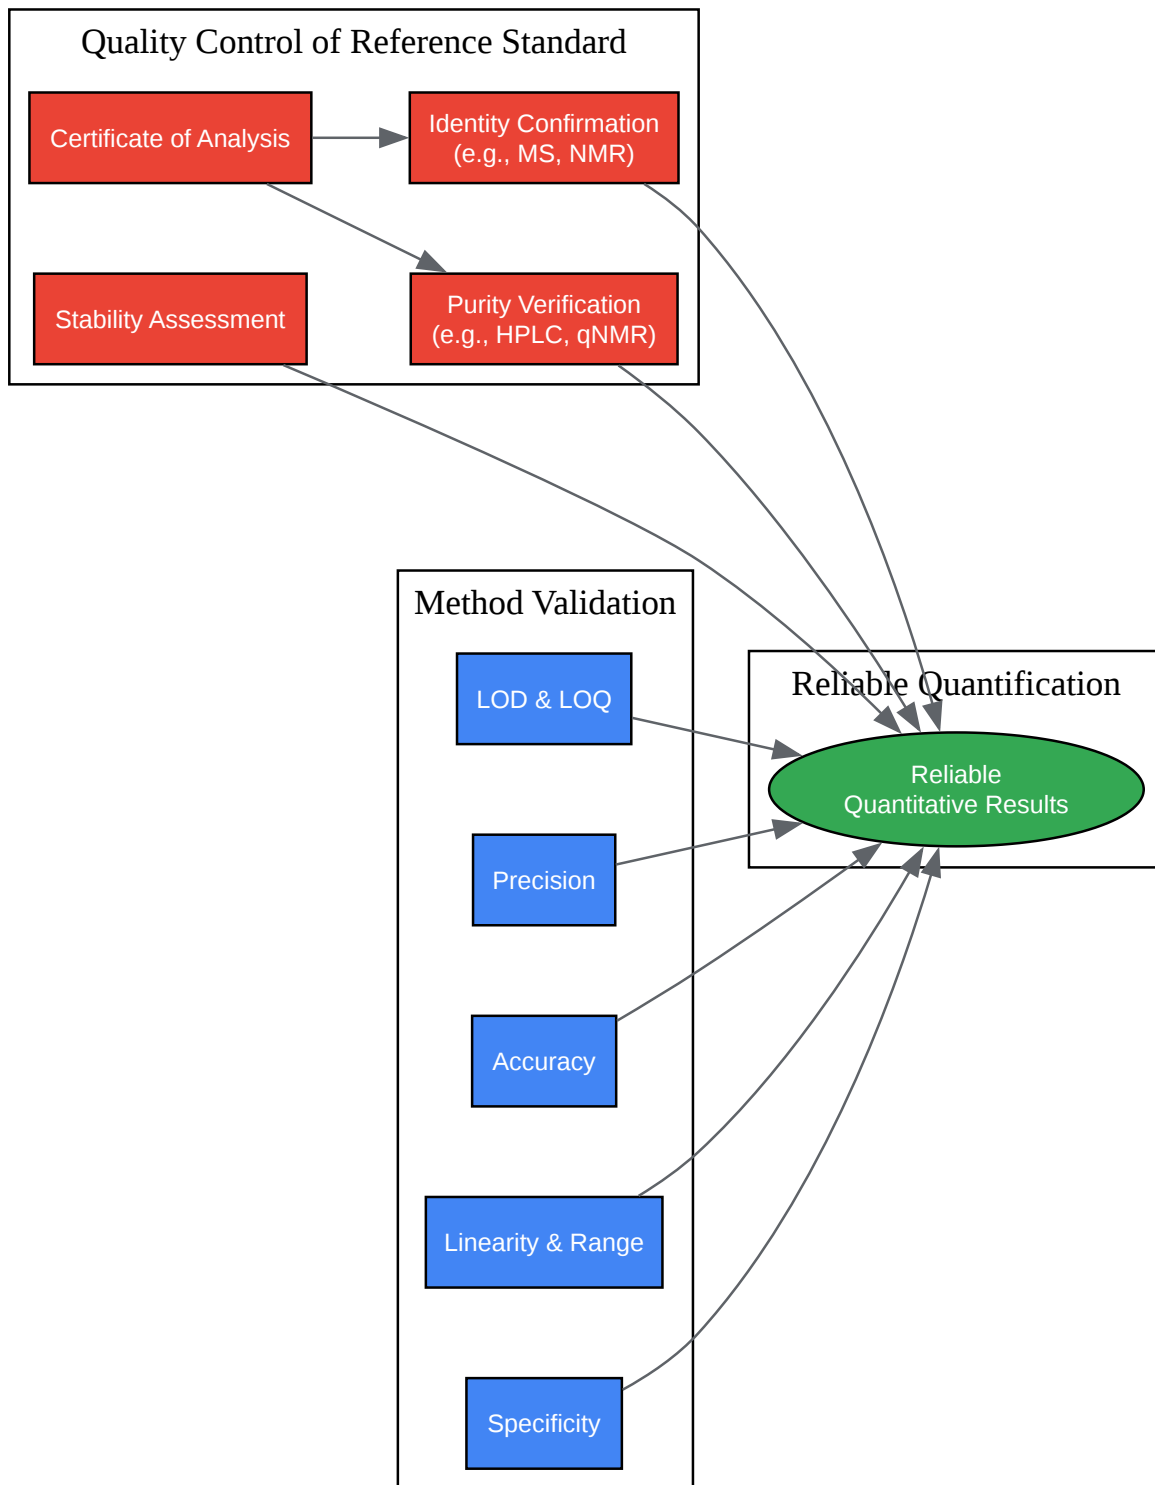 Quality Control of Reference Standard
Certificate of Analysis
Identity Confirmation
(e.g., MS, NMR)
Stability Assessment
Purity Verification
(e.g., HPLC, qNMR)
Method Validation
LOD & LOQ
Precision
Accuracy
Linearity & Range
Specificity
Reliable Quantification
Reliable
Quantitative Results